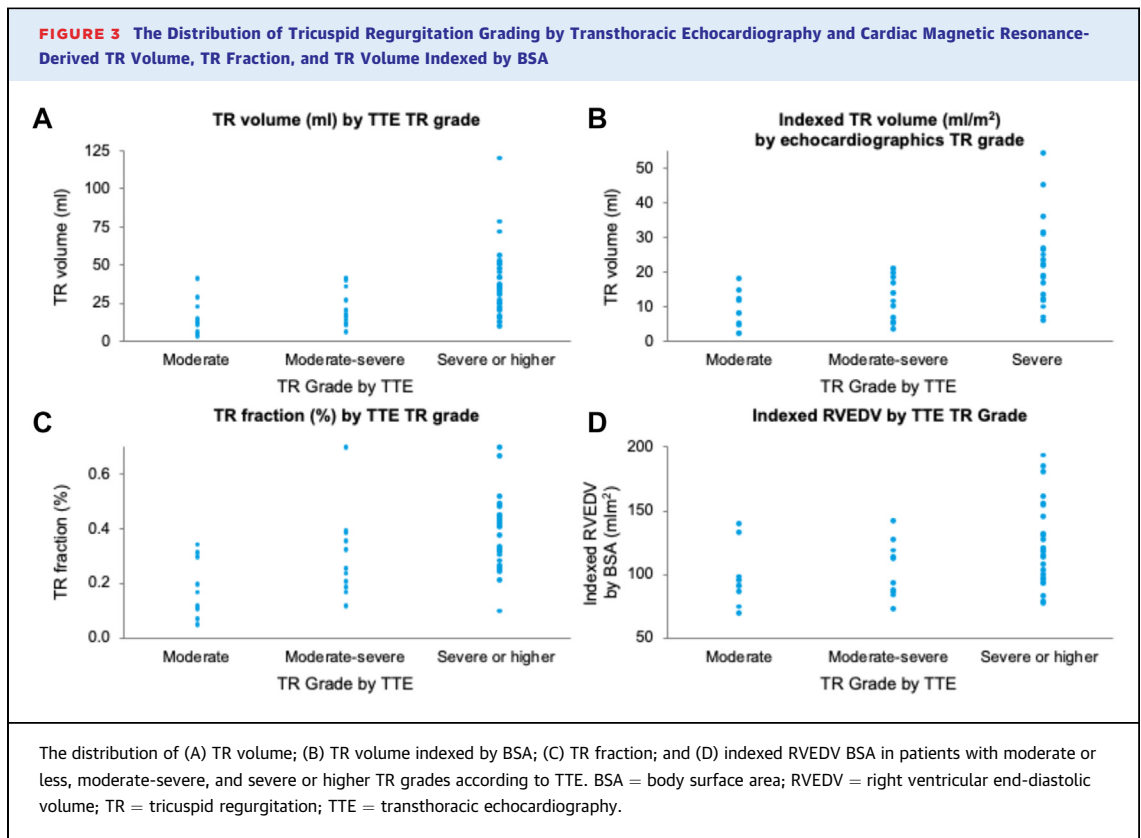 FIGURE 3 The Distribution of Tricuspid Regurgitation Grading by Transthoracic Echocardiography and Cardiac Magnetic Resonance-
Derived TR Volume, TR Fraction, and TR Volume Indexed by BSA
A
TR volume (ml) by TTE TR grade
TR volume (ml)
125
100
75
50
25
0
Moderate
Moderate-severe
Severe or higher
TR Grade by TTE
B
Indexed TR volume (ml/m²)
by echocardiographics TR grade
TR volume (ml)
50
40
30
20
10
0
Moderate
Moderate-severe
Severe
TR Grade by TTE
C
TR fraction (%) by TTE TR grade
TR fraction (%)
0.6
0.4
0.2
0.0
Moderate
Moderate-severe
Severe or higher
TR Grade by TTE
D
Indexed RVEDV by TTE TR Grade
Indexed RVEDV
by BSA (mlm²)
200
150
100
50
Moderate
Moderate-severe
Severe or higher
TR Grade by TTE
The distribution of (A) TR volume; (B) TR volume indexed by BSA; (C) TR fraction; and (D) indexed RVEDV BSA in patients with moderate or
less, moderate-severe, and severe or higher TR grades according to TTE. BSA = body surface area; RVEDV = right ventricular end-diastolic
volume; TR = tricuspid regurgitation; TTE = transthoracic echocardiography.